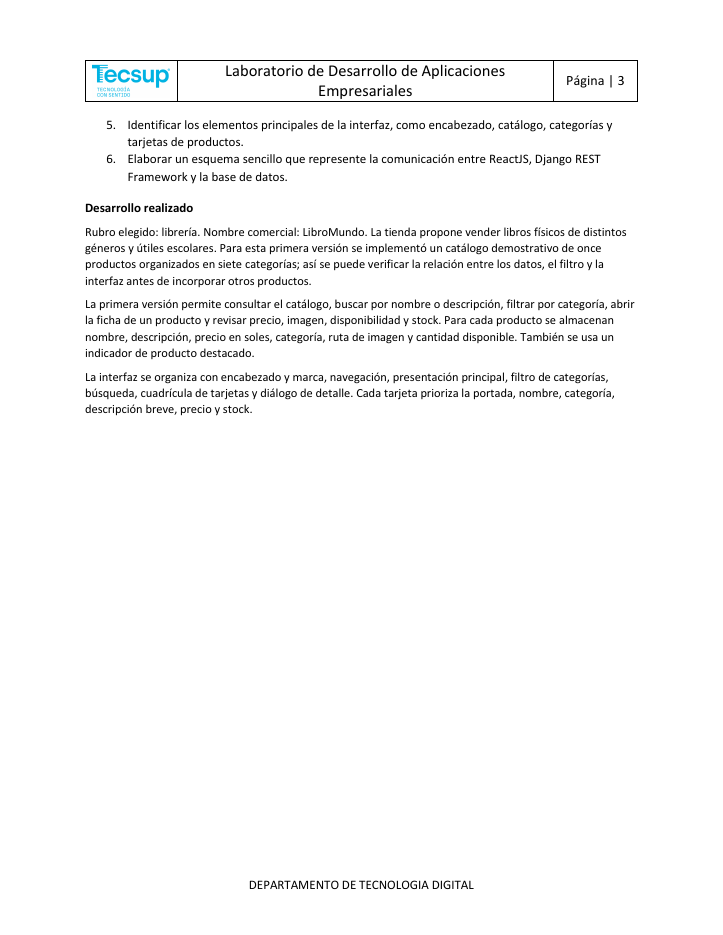 Tecsup
TECNOLOGÍA
CON SENTIDO
Laboratorio de Desarrollo de Aplicaciones
Empresariales
Página | 3
5. Identificar los elementos principales de la interfaz, como encabezado, catálogo, categorías y
tarjetas de productos.
6. Elaborar un esquema sencillo que represente la comunicación entre ReactJS, Django REST
Framework y la base de datos.
Desarrollo realizado
Rubro elegido: librería. Nombre comercial: LibroMundo. La tienda propone vender libros físicos de distintos
géneros y útiles escolares. Para esta primera versión se implementó un catálogo demostrativo de once
productos organizados en siete categorías; así se puede verificar la relación entre los datos, el filtro y la
interfaz antes de incorporar otros productos.
La primera versión permite consultar el catálogo, buscar por nombre o descripción, filtrar por categoría, abrir
la ficha de un producto y revisar precio, imagen, disponibilidad y stock. Para cada producto se almacenan
nombre, descripción, precio en soles, categoría, ruta de imagen y cantidad disponible. También se usa un
indicador de producto destacado.
La interfaz se organiza con encabezado y marca, navegación, presentación principal, filtro de categorías,
búsqueda, cuadrícula de tarjetas y diálogo de detalle. Cada tarjeta prioriza la portada, nombre, categoría,
descripción breve, precio y stock.
DEPARTAMENTO DE TECNOLOGIA DIGITAL